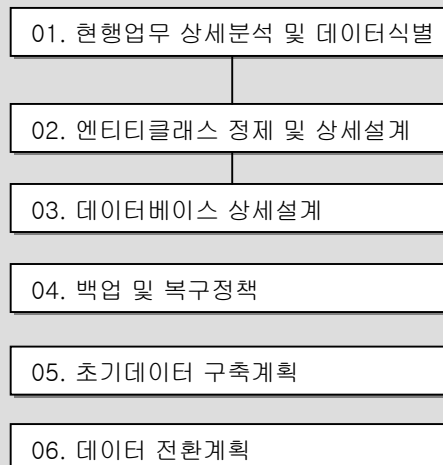 01. 현행업무 상세분석 및 데이터식별
02. 엔티티클래스 정제 및 상세설계
03. 데이터베이스 상세설계
04. 백업 및 복구정책
05. 초기데이터 구축계획
06. 데이터 전환계획